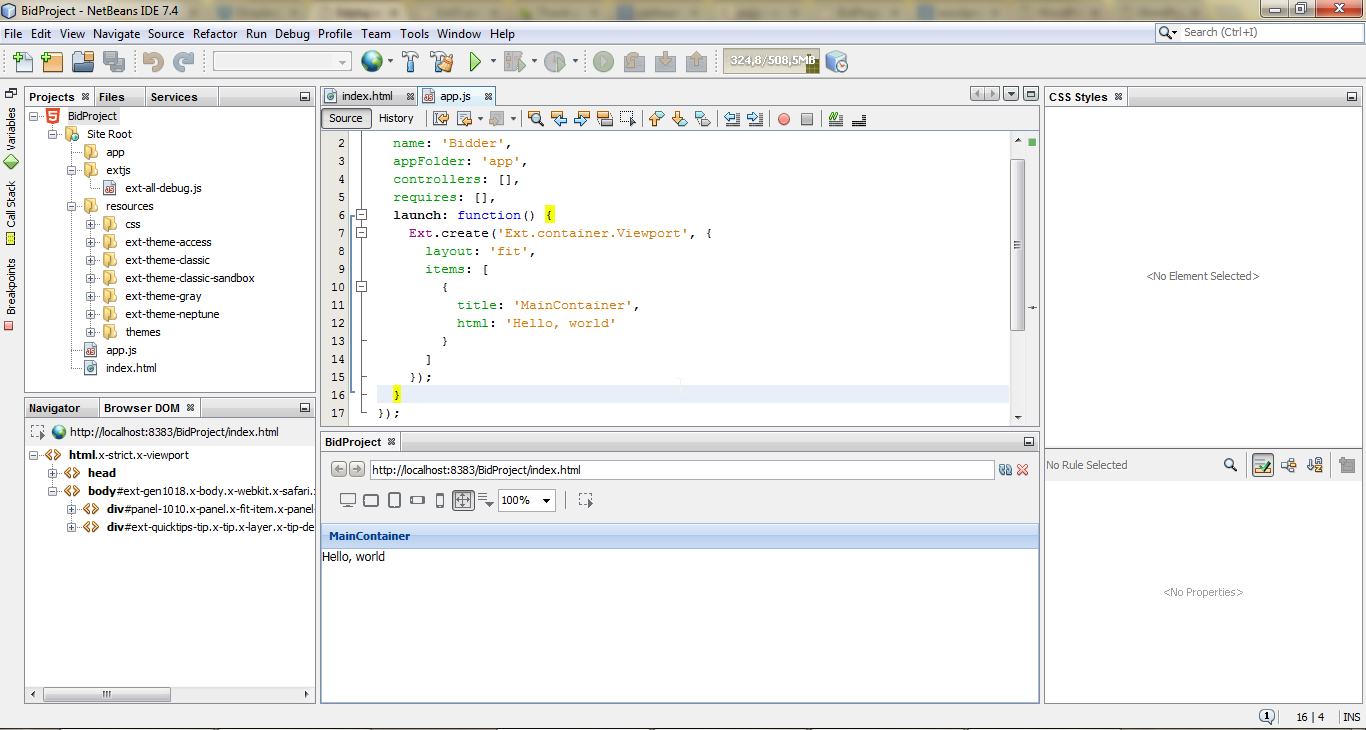 BidProject - NetBeans IDE 7.4
File Edit View Navigate Source Refactor Run Debug Profile Team Tools Window Help
Search (Ctrl+I)
324,8/508,5MB
Variables
Call Stack
Breakpoints
Projects Files Services
BidProject
Site Root
app
extjs
ext-all-debug.js
resources
css
ext-theme-access
ext-theme-classic
ext-theme-classic-sandbox
ext-theme-gray
ext-theme-neptune
themes
app.js
index.html
Navigator Browser DOM
http://localhost:8383/BidProject/index.html
html.x-strict.x-viewport
head
body#ext-gen1018.x-body.x-webkit.x-safari.
div#panel-1010.x-panel.x-fit-item.x-panel-
div#ext-quicktips-tip.x-tip.x-layer.x-tip-de
index.html app.js
Source History
2 name: 'Bidder',
3 appFolder: 'app',
4 controllers: [],
5 requires: [],
6 launch: function() {
7 Ext.create('Ext.container.Viewport', {
8 layout: 'fit',
9 items: [
10 {
11 title: 'MainContainer',
12 html: 'Hello, world'
13 }
14 ]
15 });
16 }
17 });
BidProject
http://localhost:8383/BidProject/index.html
100%
MainContainer
Hello, world
CSS Styles
<No Element Selected>
No Rule Selected
<No Properties>
1 16 | 4 INS